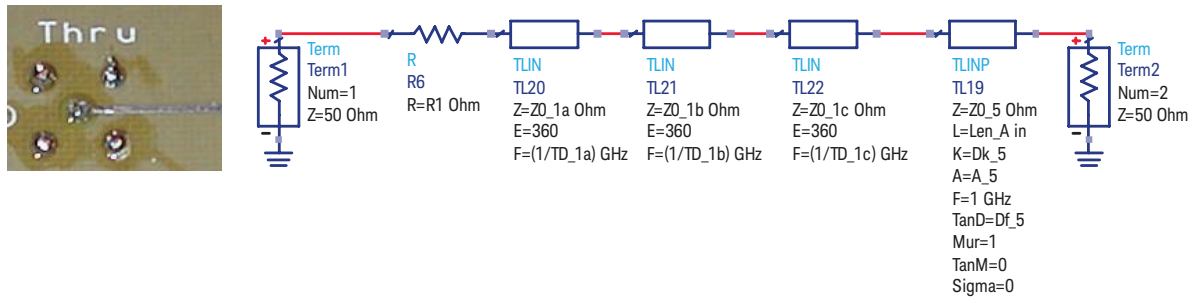 Thru
Term
Term1
Num=1
Z=50 Ohm
R
R6
R=R1 Ohm
TLIN
TL20
Z=Z0_1a Ohm
E=360
F=(1/TD_1a) GHz
TLIN
TL21
Z=Z0_1b Ohm
E=360
F=(1/TD_1b) GHz
TLIN
TL22
Z=Z0_1c Ohm
E=360
F=(1/TD_1c) GHz
TLINP
TL19
Z=Z0_5 Ohm
L=Len_A in
K=Dk_5
A=A_5
F=1 GHz
TanD=Df_5
Mur=1
TanM=0
Sigma=0
Term
Term2
Num=2
Z=50 Ohm